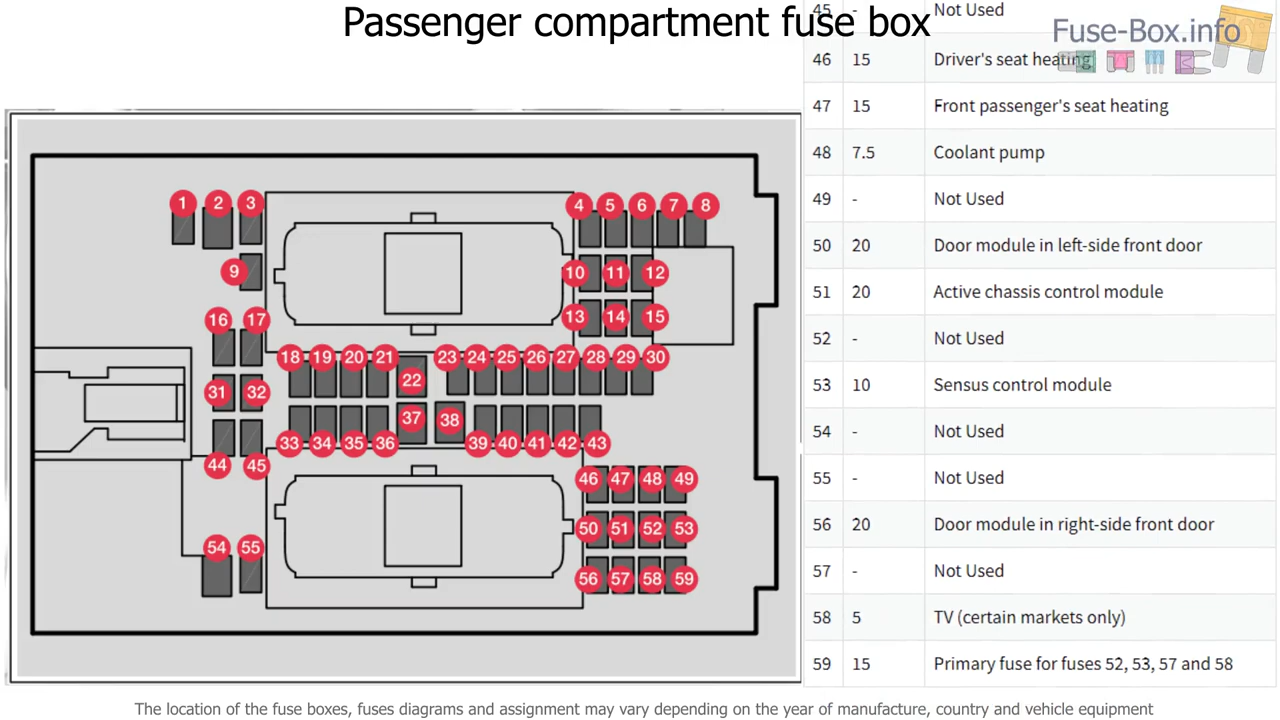 Passenger compartment fuse box
Fuse-Box.info
1 2 3 4 5 6 7 8
9 10 11 12
16 17 13 14 15
18 19 20 21 22 23 24 25 26 27 28 29 30
31 32
37 38
33 34 35 36 39 40 41 42 43
44 45
46 47 48 49
50 51 52 53
54 55
56 57 58 59
45 - Not Used
46 15 Driver's seat heating
47 15 Front passenger's seat heating
48 7.5 Coolant pump
49 - Not Used
50 20 Door module in left-side front door
51 20 Active chassis control module
52 - Not Used
53 10 Sensus control module
54 - Not Used
55 - Not Used
56 20 Door module in right-side front door
57 - Not Used
58 5 TV (certain markets only)
59 15 Primary fuse for fuses 52, 53, 57 and 58
The location of the fuse boxes, fuses diagrams and assignment may vary depending on the year of manufacture, country and vehicle equipment